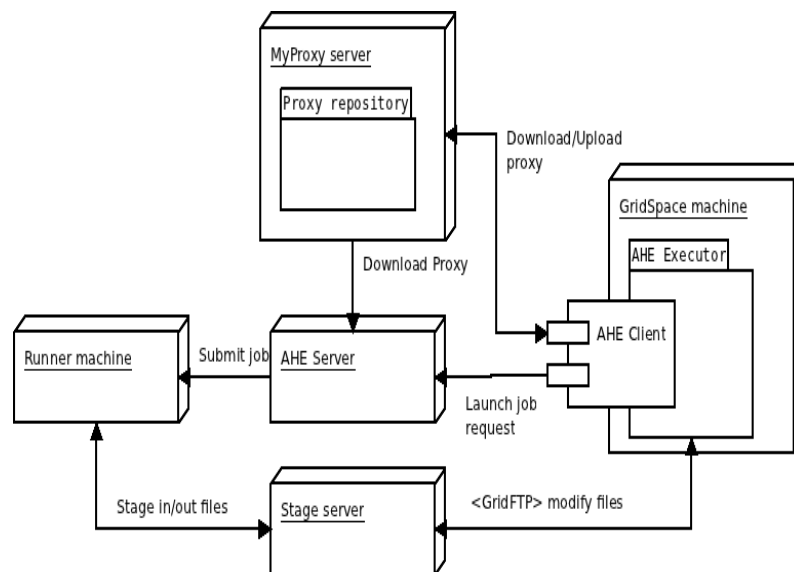 MyProxy server
Proxy repository
Download/Upload
proxy
GridSpace machine
AHE Executor
Download Proxy
AHE Client
Runner machine
Submit job
AHE Server
Launch job
request
Stage in/out files
Stage server
<GridFTP> modify files